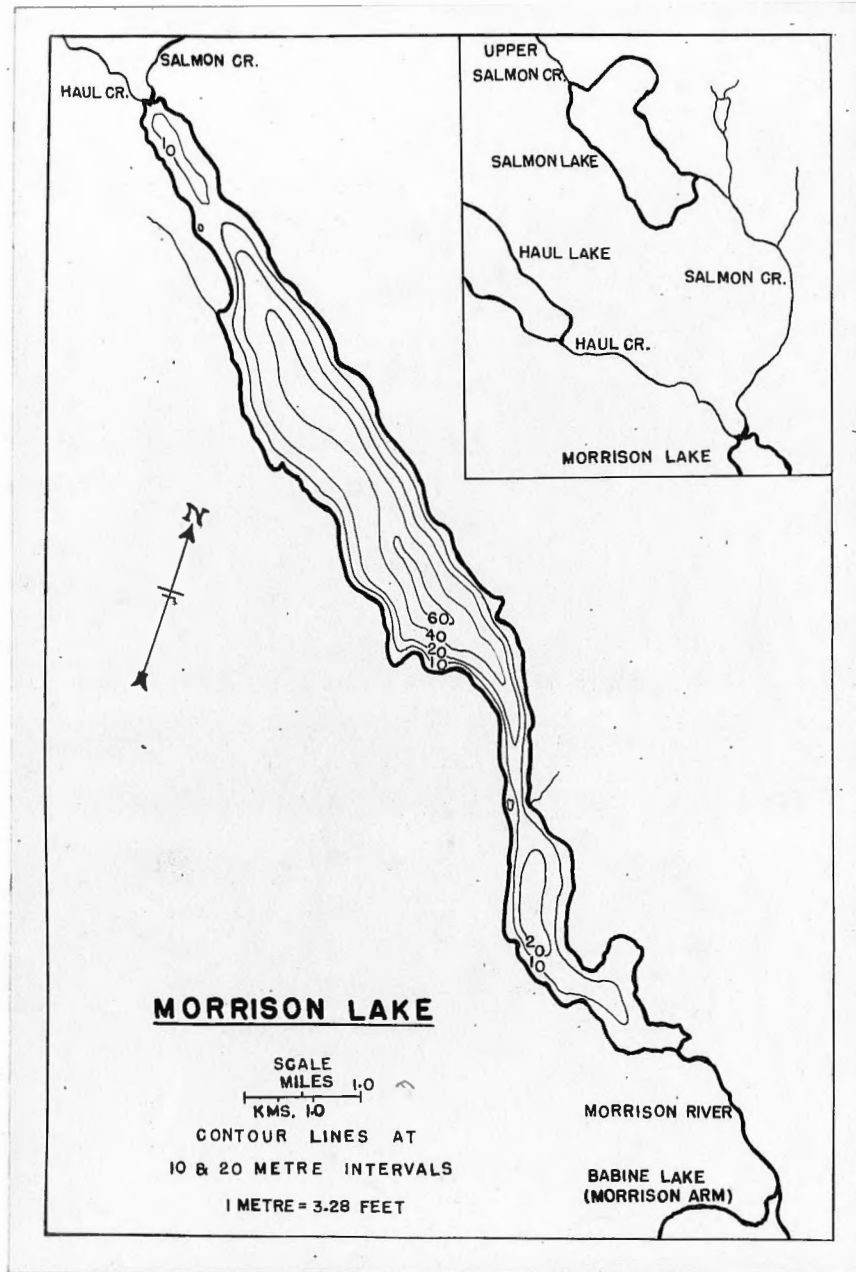 SALMON CR.
HAUL CR.
10
N
60
40
20
10
20
10
MORRISON LAKE
SCALE
MILES 1.0
KMS. 1.0
CONTOUR LINES AT
10 & 20 METRE INTERVALS
1 METRE = 3.28 FEET
MORRISON RIVER
BABINE LAKE
(MORRISON ARM)
UPPER
SALMON CR.
SALMON LAKE
HAUL LAKE
SALMON CR.
HAUL CR.
MORRISON LAKE